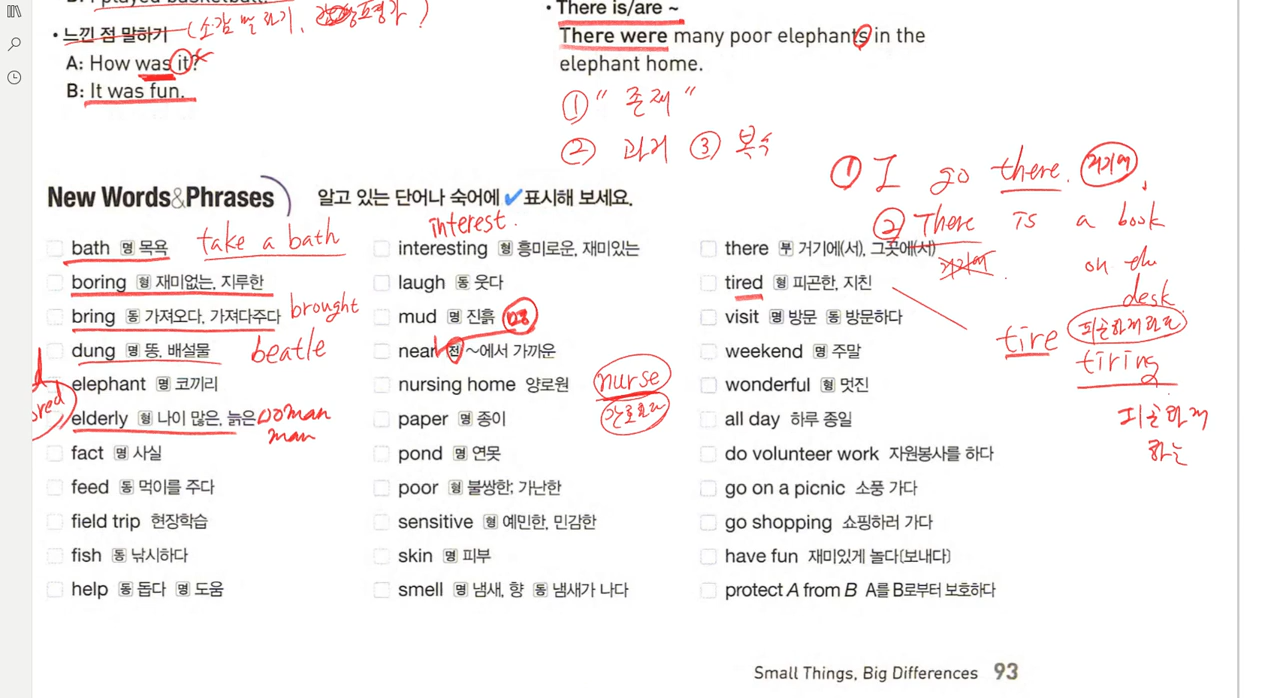 B: I played basketball.
• 느낀 점 말하기 (소감 말하기,
A: How was it?
B: It was fun.
• There is/are ~
There were many poor elephants in the
elephant home.
① " 존재 "
② 과거 ③ 복수
① I go there. 거기에
② There is a book
on the
desk
거기에
New Words&Phrases 알고 있는 단어나 숙어에 ✔표시해 보세요.
bath 명 목욕 take a bath
boring 형 재미없는, 지루한
bring 동 가져오다, 가져다주다 brought
dung 명 똥, 배설물 beatle
elephant 명 코끼리
elderly 형 나이 많은, 늙은 woman
man
fact 명 사실
feed 동 먹이를 주다
field trip 현장학습
fish 동 낚시하다
help 동 돕다 명 도움
interest.
interesting 형 흥미로운, 재미있는
laugh 동 웃다
mud 명 진흙
near 전 ~에서 가까운
nursing home 양로원 nurse
간호하다
paper 명 종이
pond 명 연못
poor 형 불쌍한; 가난한
sensitive 형 예민한, 민감한
skin 명 피부
smell 명 냄새, 향 동 냄새가 나다
there 부 거기에(서), 그곳에(서)
tired 형 피곤한, 지친
visit 명 방문 동 방문하다
weekend 명 주말
wonderful 형 멋진
all day 하루 종일
do volunteer work 자원봉사를 하다
go on a picnic 소풍 가다
go shopping 쇼핑하러 가다
have fun 재미있게 놀다(보내다)
protect A from B A를 B로부터 보호하다
tire 피곤하게하다
tiring
피곤하게
하는
Small Things, Big Differences 93